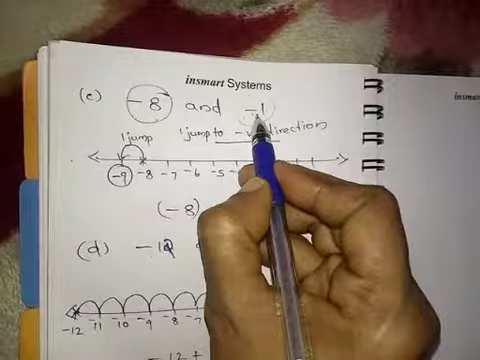 insmart Systems
insmart
(c) -8 and -1
1 jump 1 jump to -ve direction
-9 -8 -7 -6 -5
(-8)
(d) -12
-12 -11 -10 -9 -8 -7
-12 +